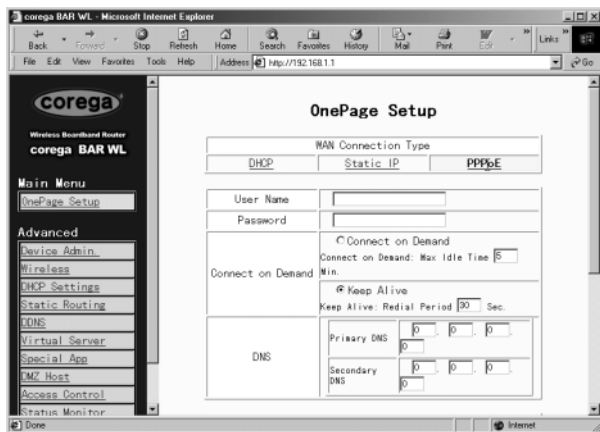 corega BAR WL - Microsoft Internet Explorer
Back Forward Stop Refresh Home Search Favorites History Mail Print Edit » Links »
File Edit View Favorites Tools Help Address http://192.168.1.1 Go
corega
Wireless Boardband Router
corega BAR WL
Main Menu
OnePage Setup
Advanced
Device Admin.
Wireless
DHCP Settings
Static Routing
DDNS
Virtual Server
Special App
DMZ Host
Access Control
Status Monitor
OnePage Setup
WAN Connection Type
DHCP Static IP PPPoE
User Name
Password
Connect on Demand
Connect on Demand
Connect on Demand: Max Idle Time 5
Min.
Keep Alive
Keep Alive: Redial Period 30 Sec.
DNS
Primary DNS 0 . 0 . 0 .
0
Secondary DNS 0 . 0 . 0 .
0
Done Internet